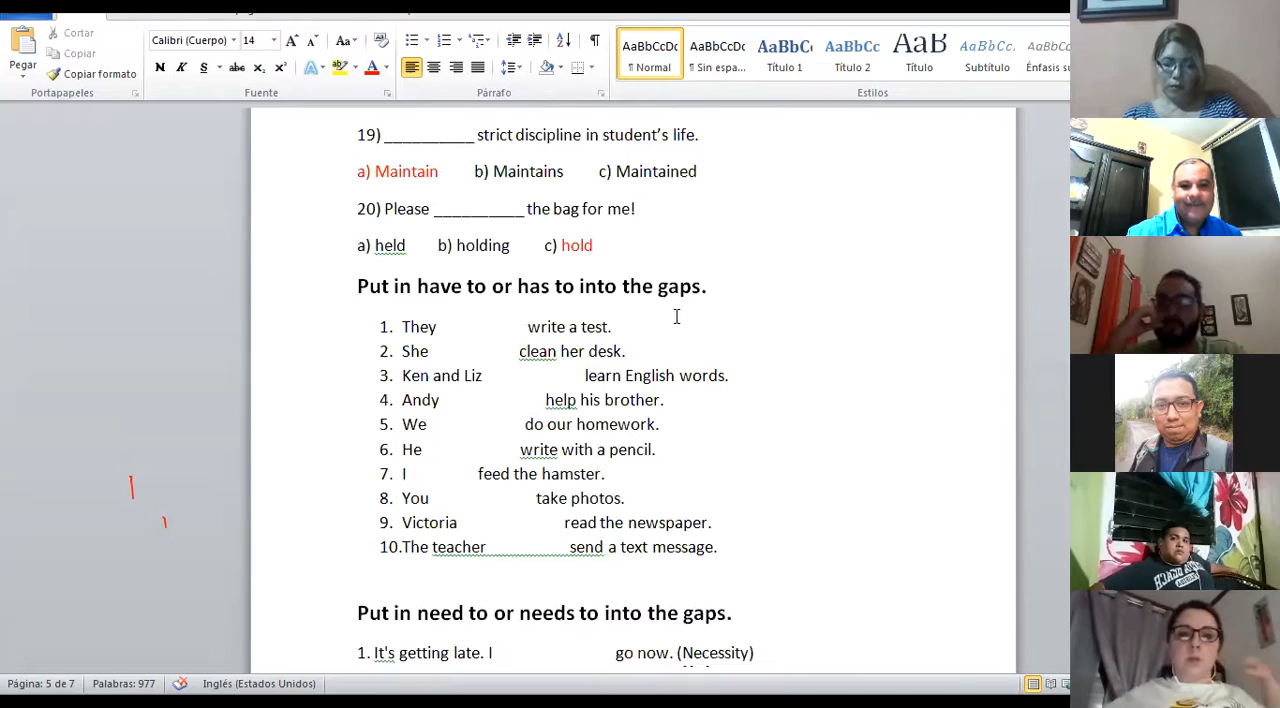 Cortar
Copiar
Copiar formato
Pegar
Portapapeles
Calibri (Cuerpo) 14
Aa
N K S abc x₂ x²
Fuente
Párrafo
AaBbCcDc AaBbCcDc AaBbC AaBbCc AaB AaBbCc. AaBbCc
¶ Normal ¶ Sin espa... Título 1 Título 2 Título Subtítulo Énfasis su
Estilos
19) __________ strict discipline in student's life.
a) Maintain b) Maintains c) Maintained
20) Please __________ the bag for me!
a) held b) holding c) hold
Put in have to or has to into the gaps.
1. They write a test.
2. She clean her desk.
3. Ken and Liz learn English words.
4. Andy help his brother.
5. We do our homework.
6. He write with a pencil.
7. I feed the hamster.
8. You take photos.
9. Victoria read the newspaper.
10.The teacher send a text message.
Put in need to or needs to into the gaps.
1. It's getting late. I go now. (Necessity)
Página: 5 de 7 Palabras: 977 Inglés (Estados Unidos)